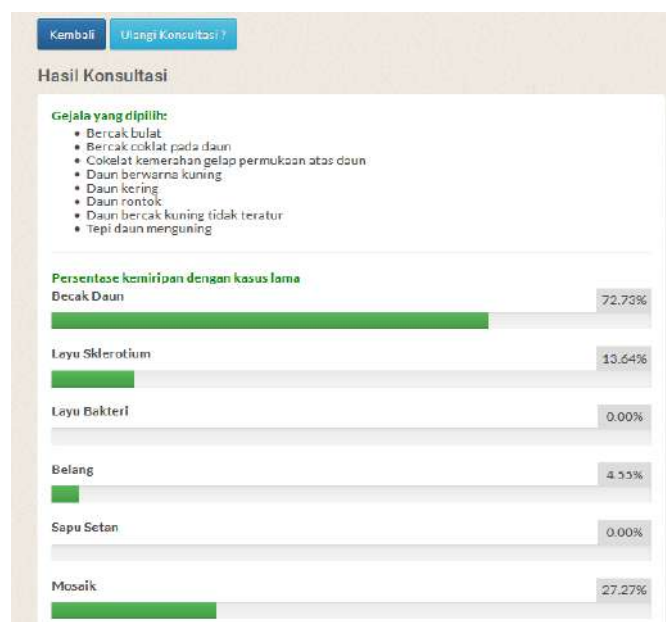 Kembali Ulangi Konsultasi ?
Hasil Konsultasi
Gejala yang dipilih:
• Bercak bulat
• Bercak coklat pada daun
• Cokelat kemerahan gelap permukaan atas daun
• Daun berwarna kuning
• Daun kering
• Daun rontok
• Daun bercak kuning tidak teratur
• Tepi daun menguning
Persentase kemiripan dengan kasus lama
Becak Daun 72.73%
Layu Sklerotium 13.64%
Layu Bakteri 0.00%
Belang 4.55%
Sapu Setan 0.00%
Mosaik 27.27%